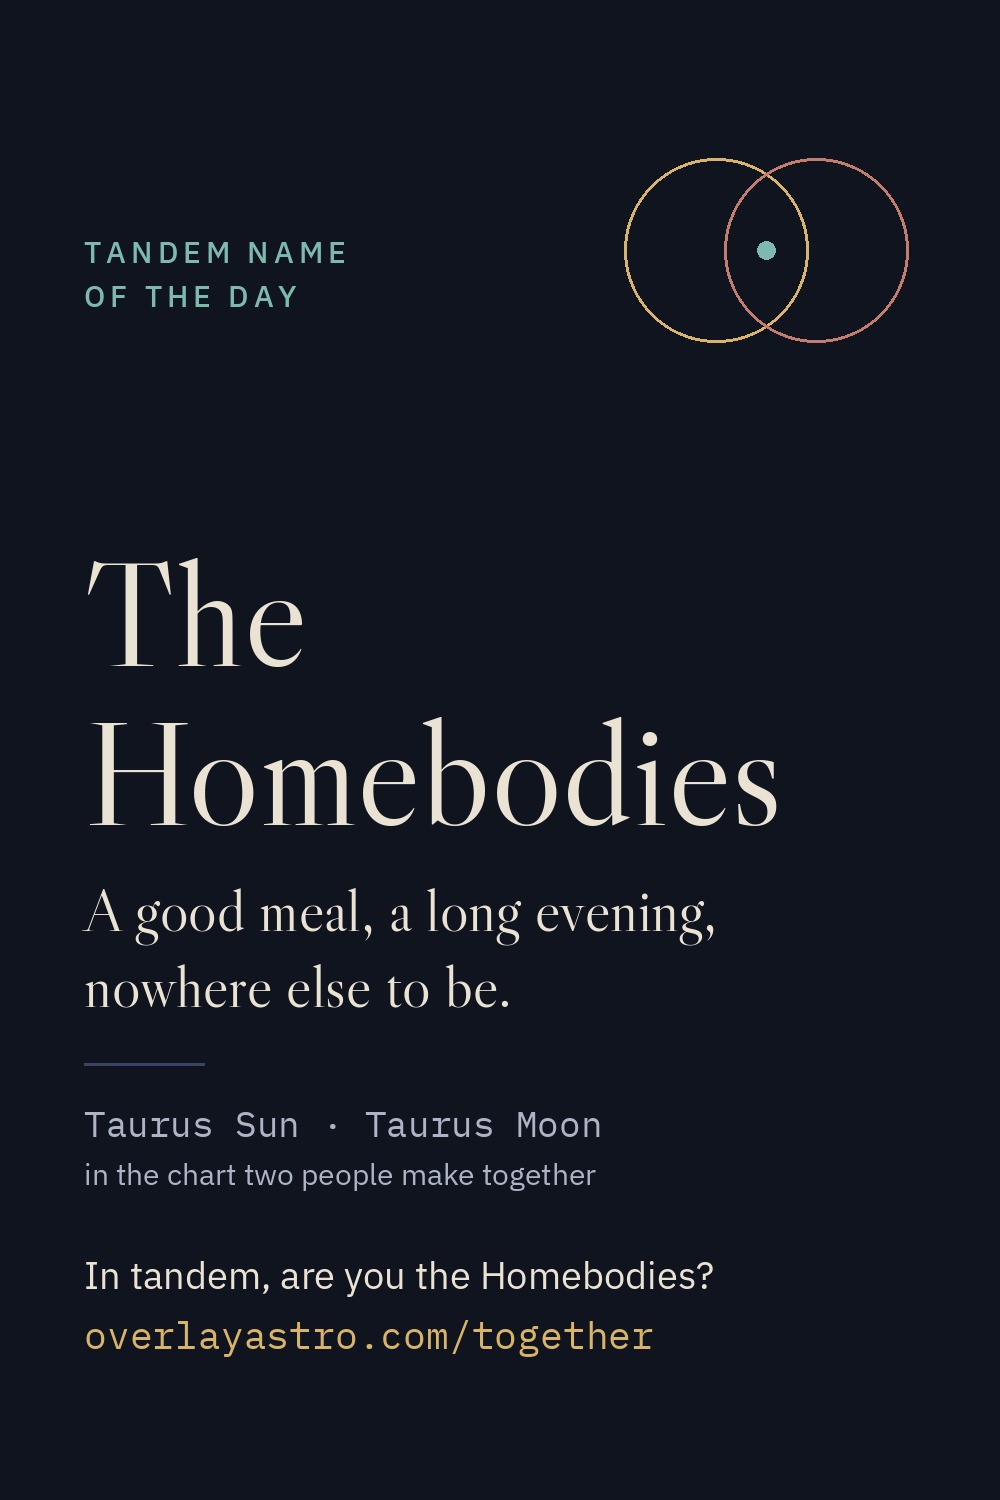 TANDEM NAME
OF THE DAY
The
Homebodies
A good meal, a long evening,
nowhere else to be.
Taurus Sun · Taurus Moon
in the chart two people make together
In tandem, are you the Homebodies?
overlayastro.com/together